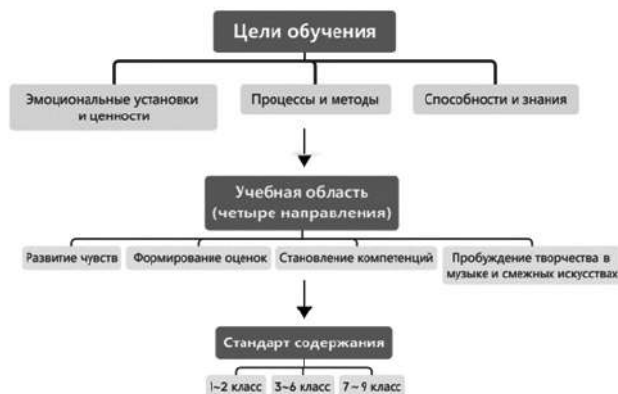 Цели обучения
Эмоциональные установки
и ценности
Процессы и методы
Способности и знания
Учебная область
(четыре направления)
Развитие чувств
Формирование оценок
Становление компетенций
Пробуждение творчества в
музыке и смежных искусствах
Стандарт содержания
1~2 класс
3~6 класс
7~9 класс